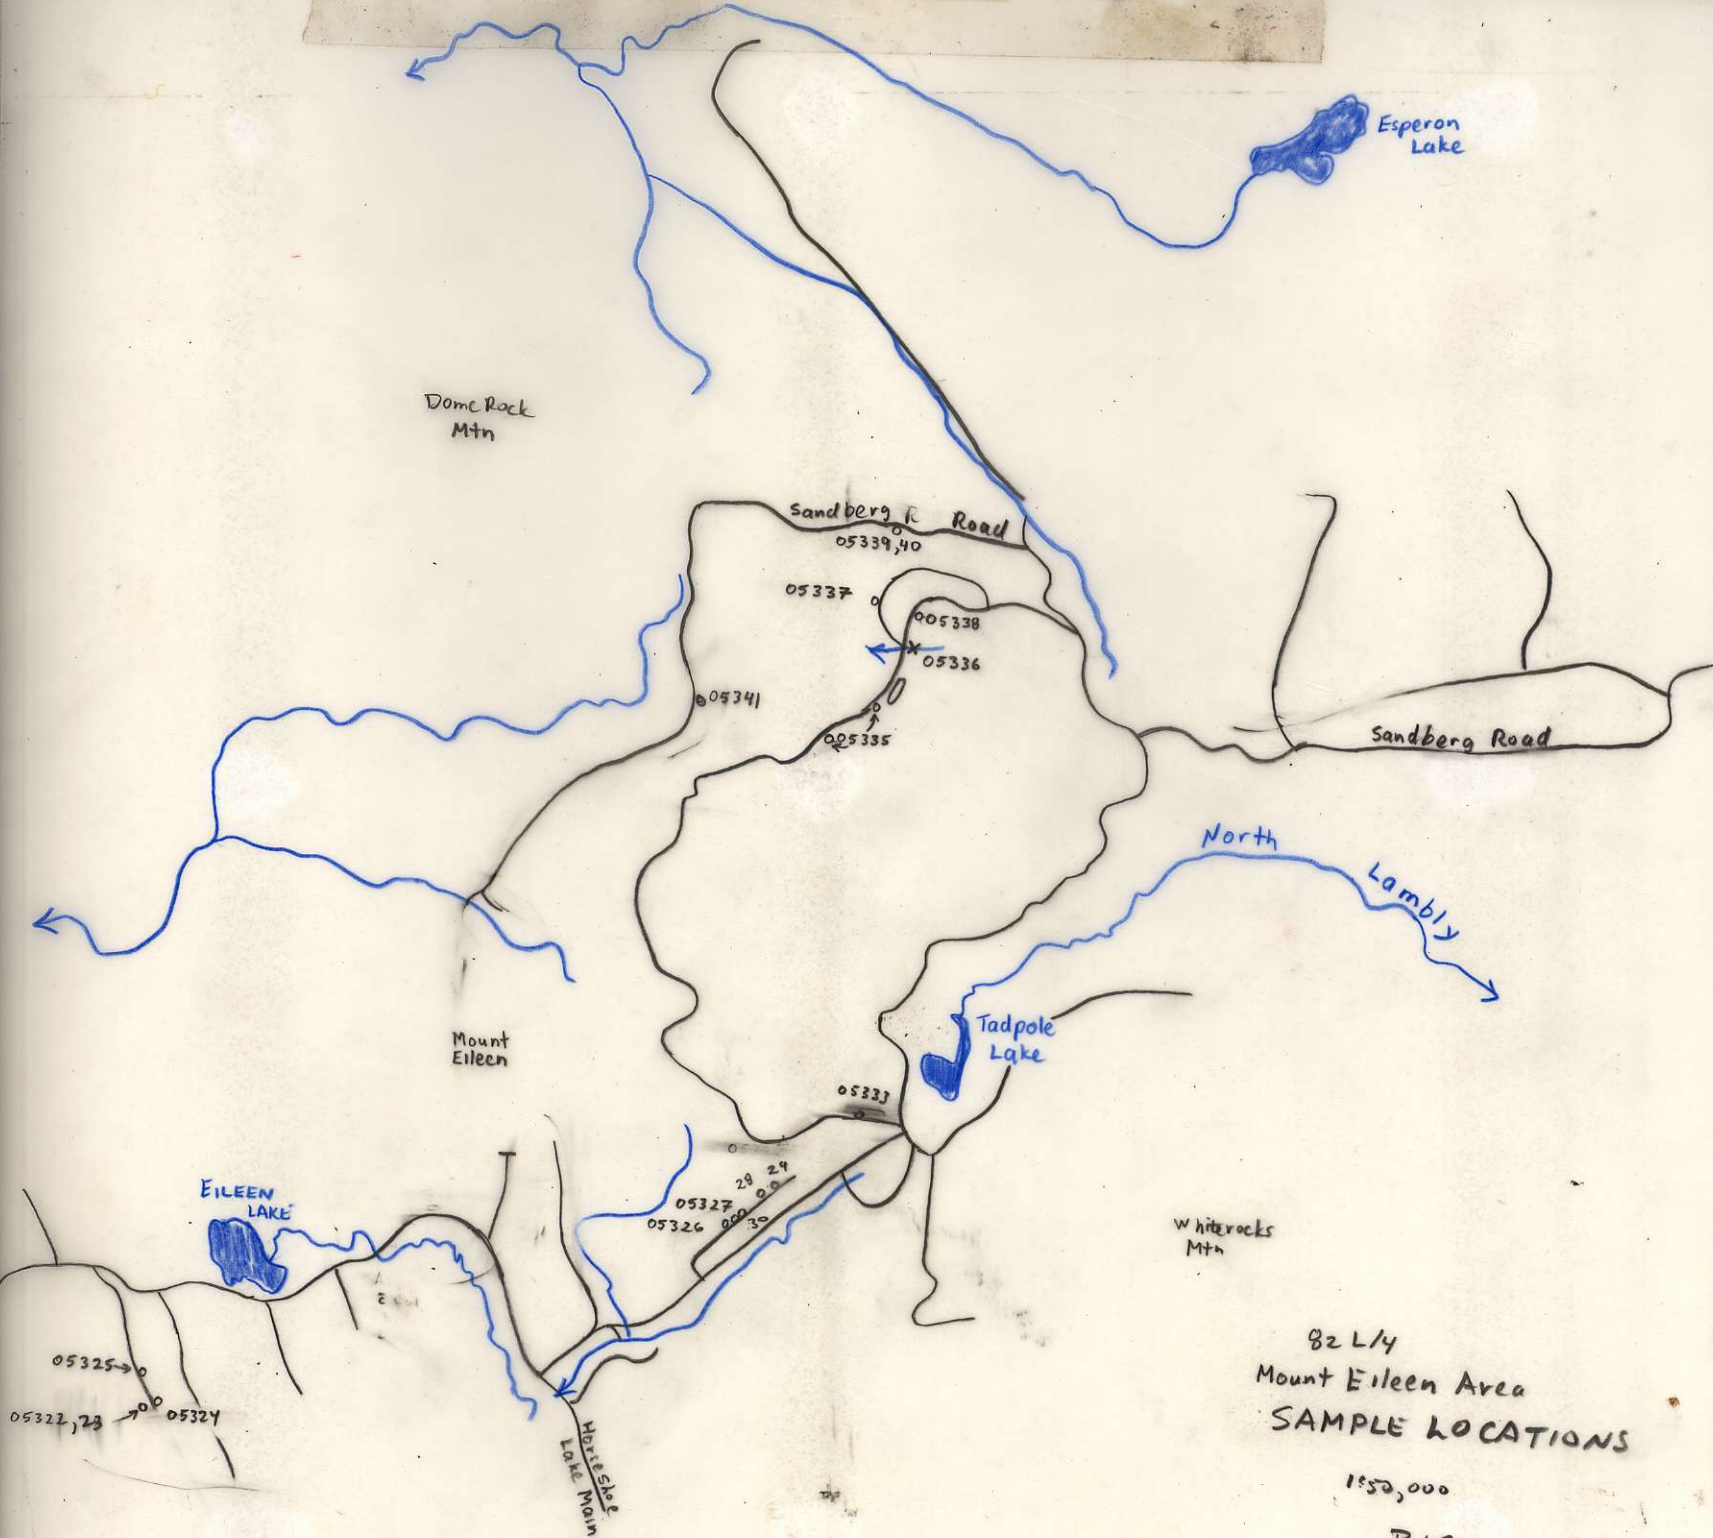 Esperon
Lake
Dome Rock
Mtn
Sandberg R Road
05339,40
05337
05338
05336
05341
05335
Sandberg Road
North
Lambly
Tadpole
Lake
Mount
Eileen
05333
28 29
05327
05326 30
EILEEN
LAKE
Whiterocks
Mtn
05325
05322,23
05324
Horse Shoe
Lake Main
82 L/4
Mount Eileen Area
SAMPLE LOCATIONS
1:50,000